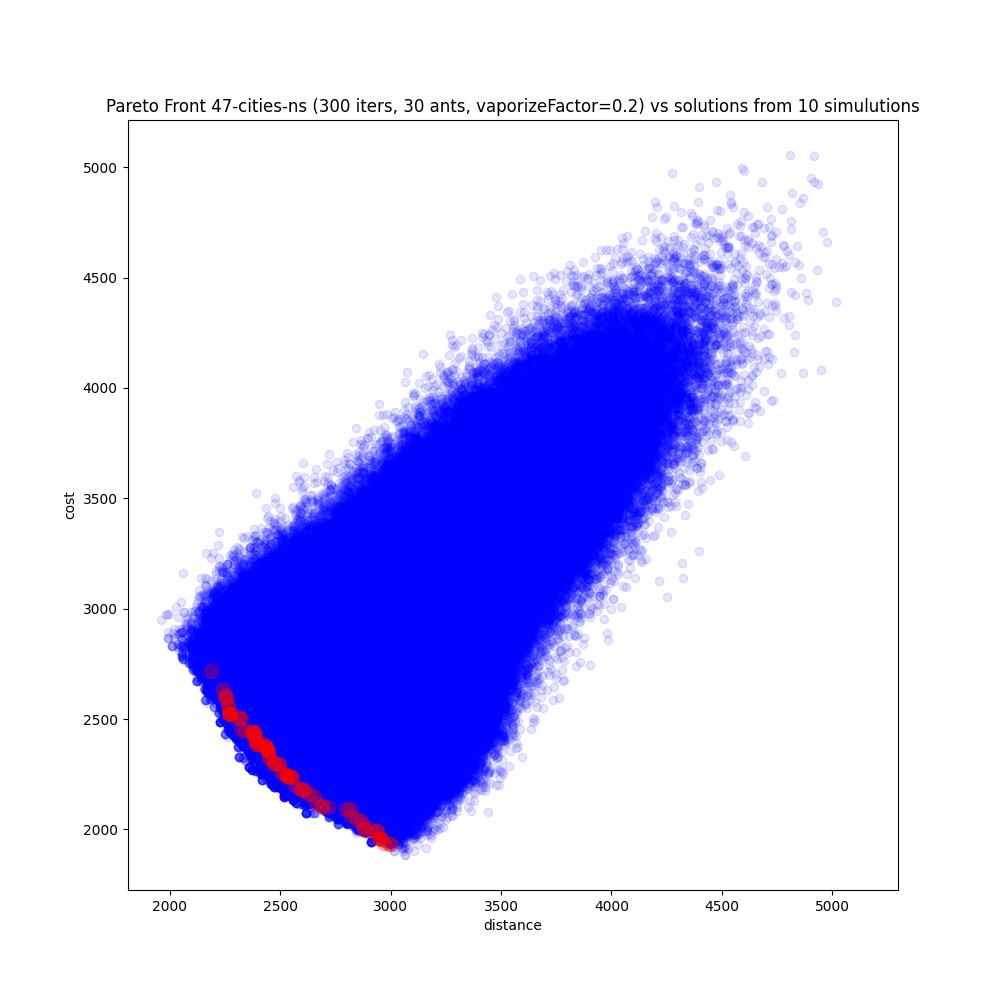 Pareto Front 47-cities-ns (300 iters, 30 ants, vaporizeFactor=0.2) vs solutions from 10 simulutions
5000
4500
4000
3500
3000
2500
2000
cost
2000 2500 3000 3500 4000 4500 5000
distance